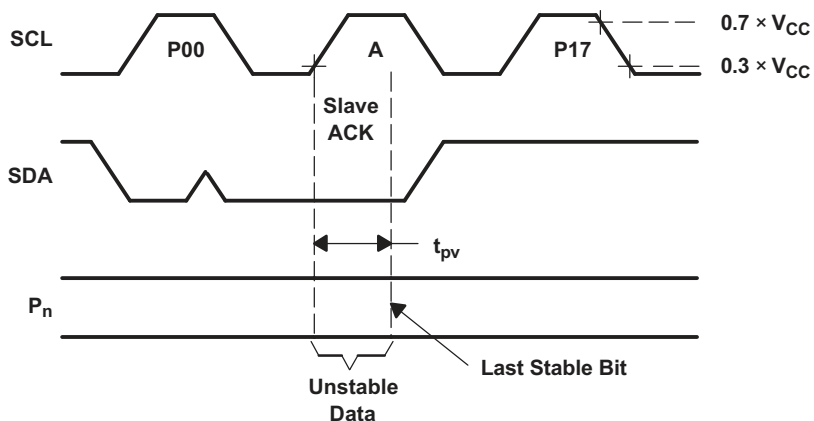 SCL
P00
A
P17
0.7 × VCC
0.3 × VCC
Slave
ACK
SDA
tpv
Pn
Last Stable Bit
Unstable
Data